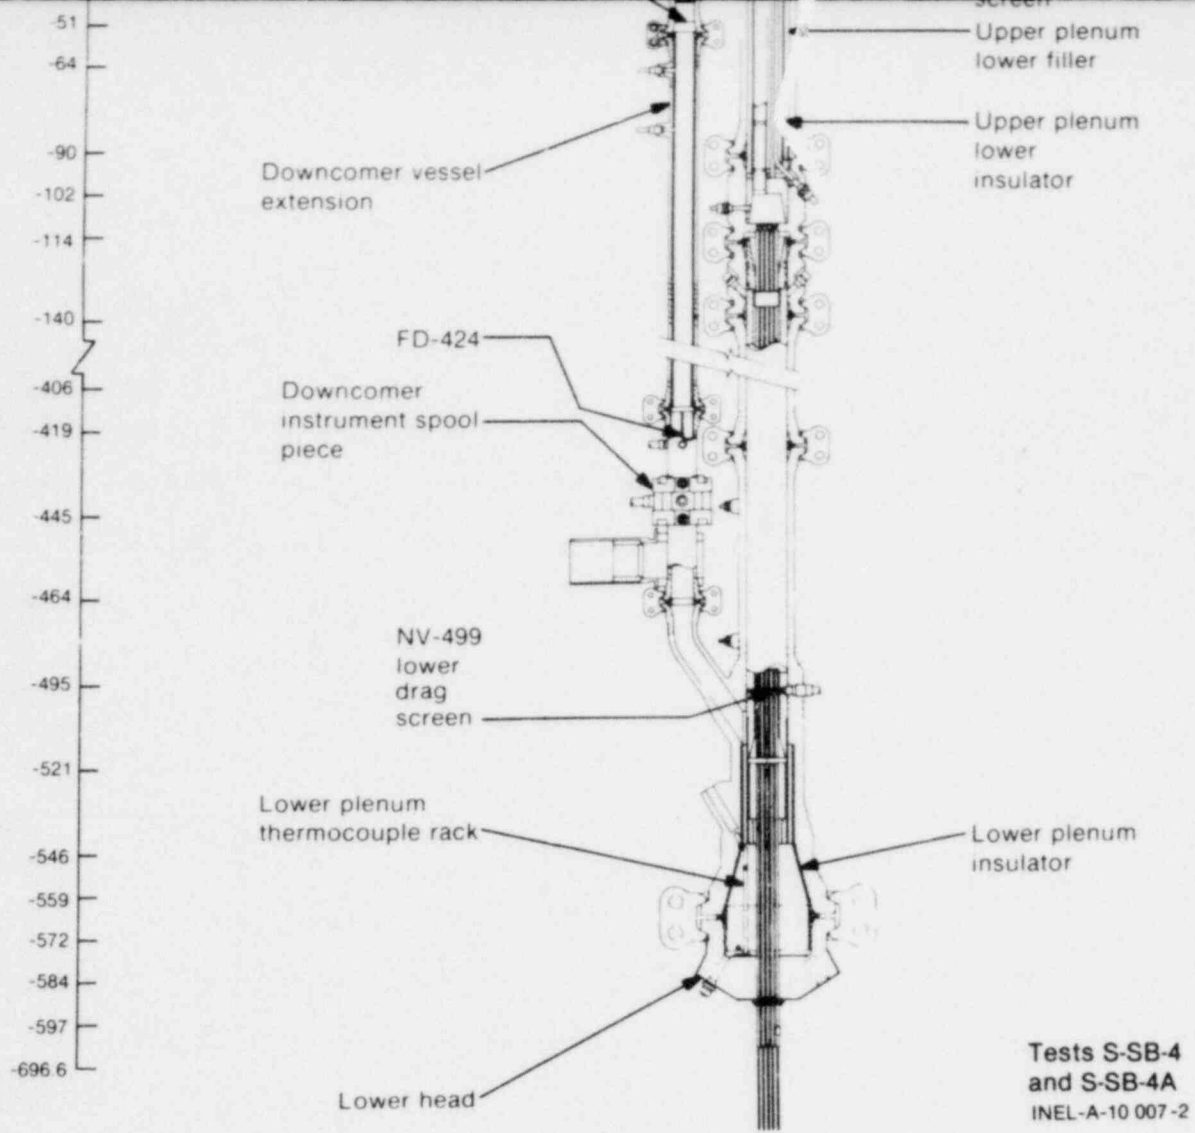 screen
-51
Upper plenum
lower filler
-64
Upper plenum
lower
insulator
-90
Downcomer vessel
extension
-102
-114
-140
FD-424
-406
Downcomer
instrument spool
piece
-419
-445
-464
NV-499
lower
drag
screen
-495
-521
Lower plenum
thermocouple rack
Lower plenum
insulator
-546
-559
-572
-584
-597
-696.6
Lower head
Tests S-SB-4
and S-SB-4A
INEL-A-10 007-2